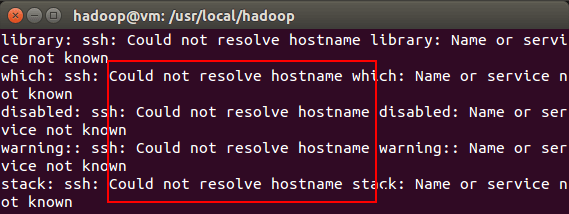 hadoop@vm: /usr/local/hadoop
library: ssh: Could not resolve hostname library: Name or servi
ce not known
which: ssh: Could not resolve hostname which: Name or service n
ot known
disabled: ssh: Could not resolve hostname disabled: Name or ser
vice not known
warning:: ssh: Could not resolve hostname warning:: Name or ser
vice not known
stack: ssh: Could not resolve hostname stack: Name or service n
ot known